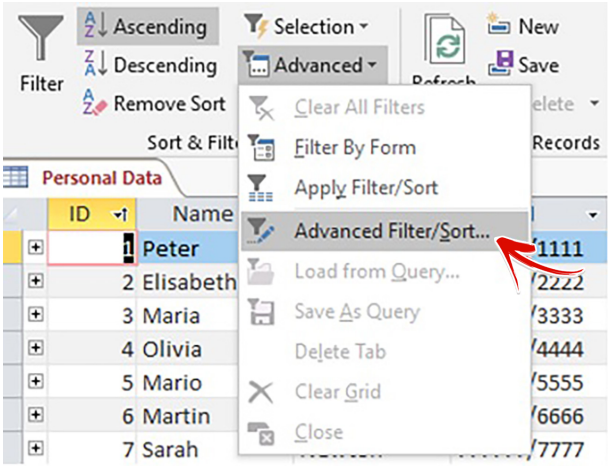 Filter
Ascending
Descending
Remove Sort
Selection
Advanced
Sort & Filt
New
Save
Records
Clear All Filters
Filter By Form
Apply Filter/Sort
Advanced Filter/Sort...
Load from Query...
Save As Query
Delete Tab
Clear Grid
Close
Personal Data
ID Name
1 Peter /1111
2 Elisabeth /2222
3 Maria /3333
4 Olivia /4444
5 Mario /5555
6 Martin /6666
7 Sarah /7777